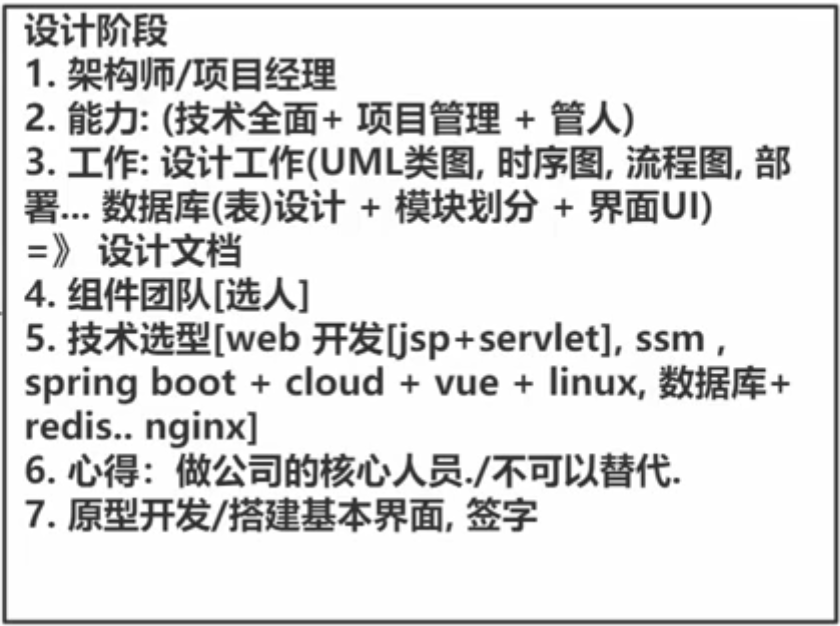 设计阶段
1. 架构师/项目经理
2. 能力: (技术全面+ 项目管理 + 管人)
3. 工作: 设计工作(UML类图, 时序图, 流程图, 部
署... 数据库(表)设计 + 模块划分 + 界面UI)
=》 设计文档
4. 组件团队[选人]
5. 技术选型[web 开发[jsp+servlet], ssm ,
spring boot + cloud + vue + linux, 数据库+
redis.. nginx]
6. 心得：做公司的核心人员./不可以替代.
7. 原型开发/搭建基本界面, 签字